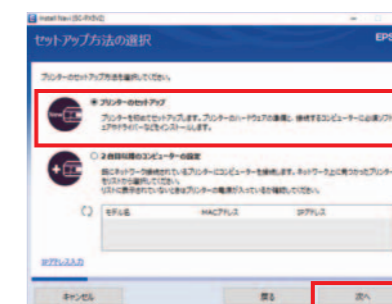 Install Navi (SC-PX5V2)
セットアップ方法の選択
EPS
プリンターのセットアップ方法を選択してください。
プリンターのセットアップ
プリンターを初めてセットアップします。プリンターのハードウェアの準備と、接続するコンピューターに必須ソフト
ェアやドライバーなどをインストールします。
2台目以降のコンピューターの設定
既にネットワーク接続されているプリンターにコンピューターを接続します。ネットワーク上に見つかったプリンター
をリストから選択してください。
リストに表示されていないときはプリンターの電源が入っているか確認してください。
モデル名 MACアドレス IPアドレス
IPアドレス入力
キャンセル 戻る 次へ